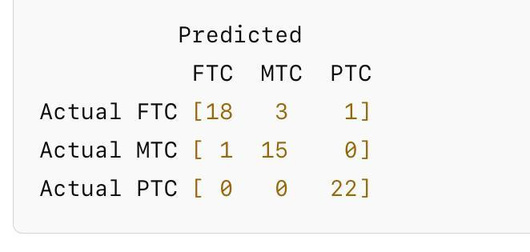 Predicted
FTC MTC PTC
Actual FTC [18 3 1]
Actual MTC [ 1 15 0]
Actual PTC [ 0 0 22]